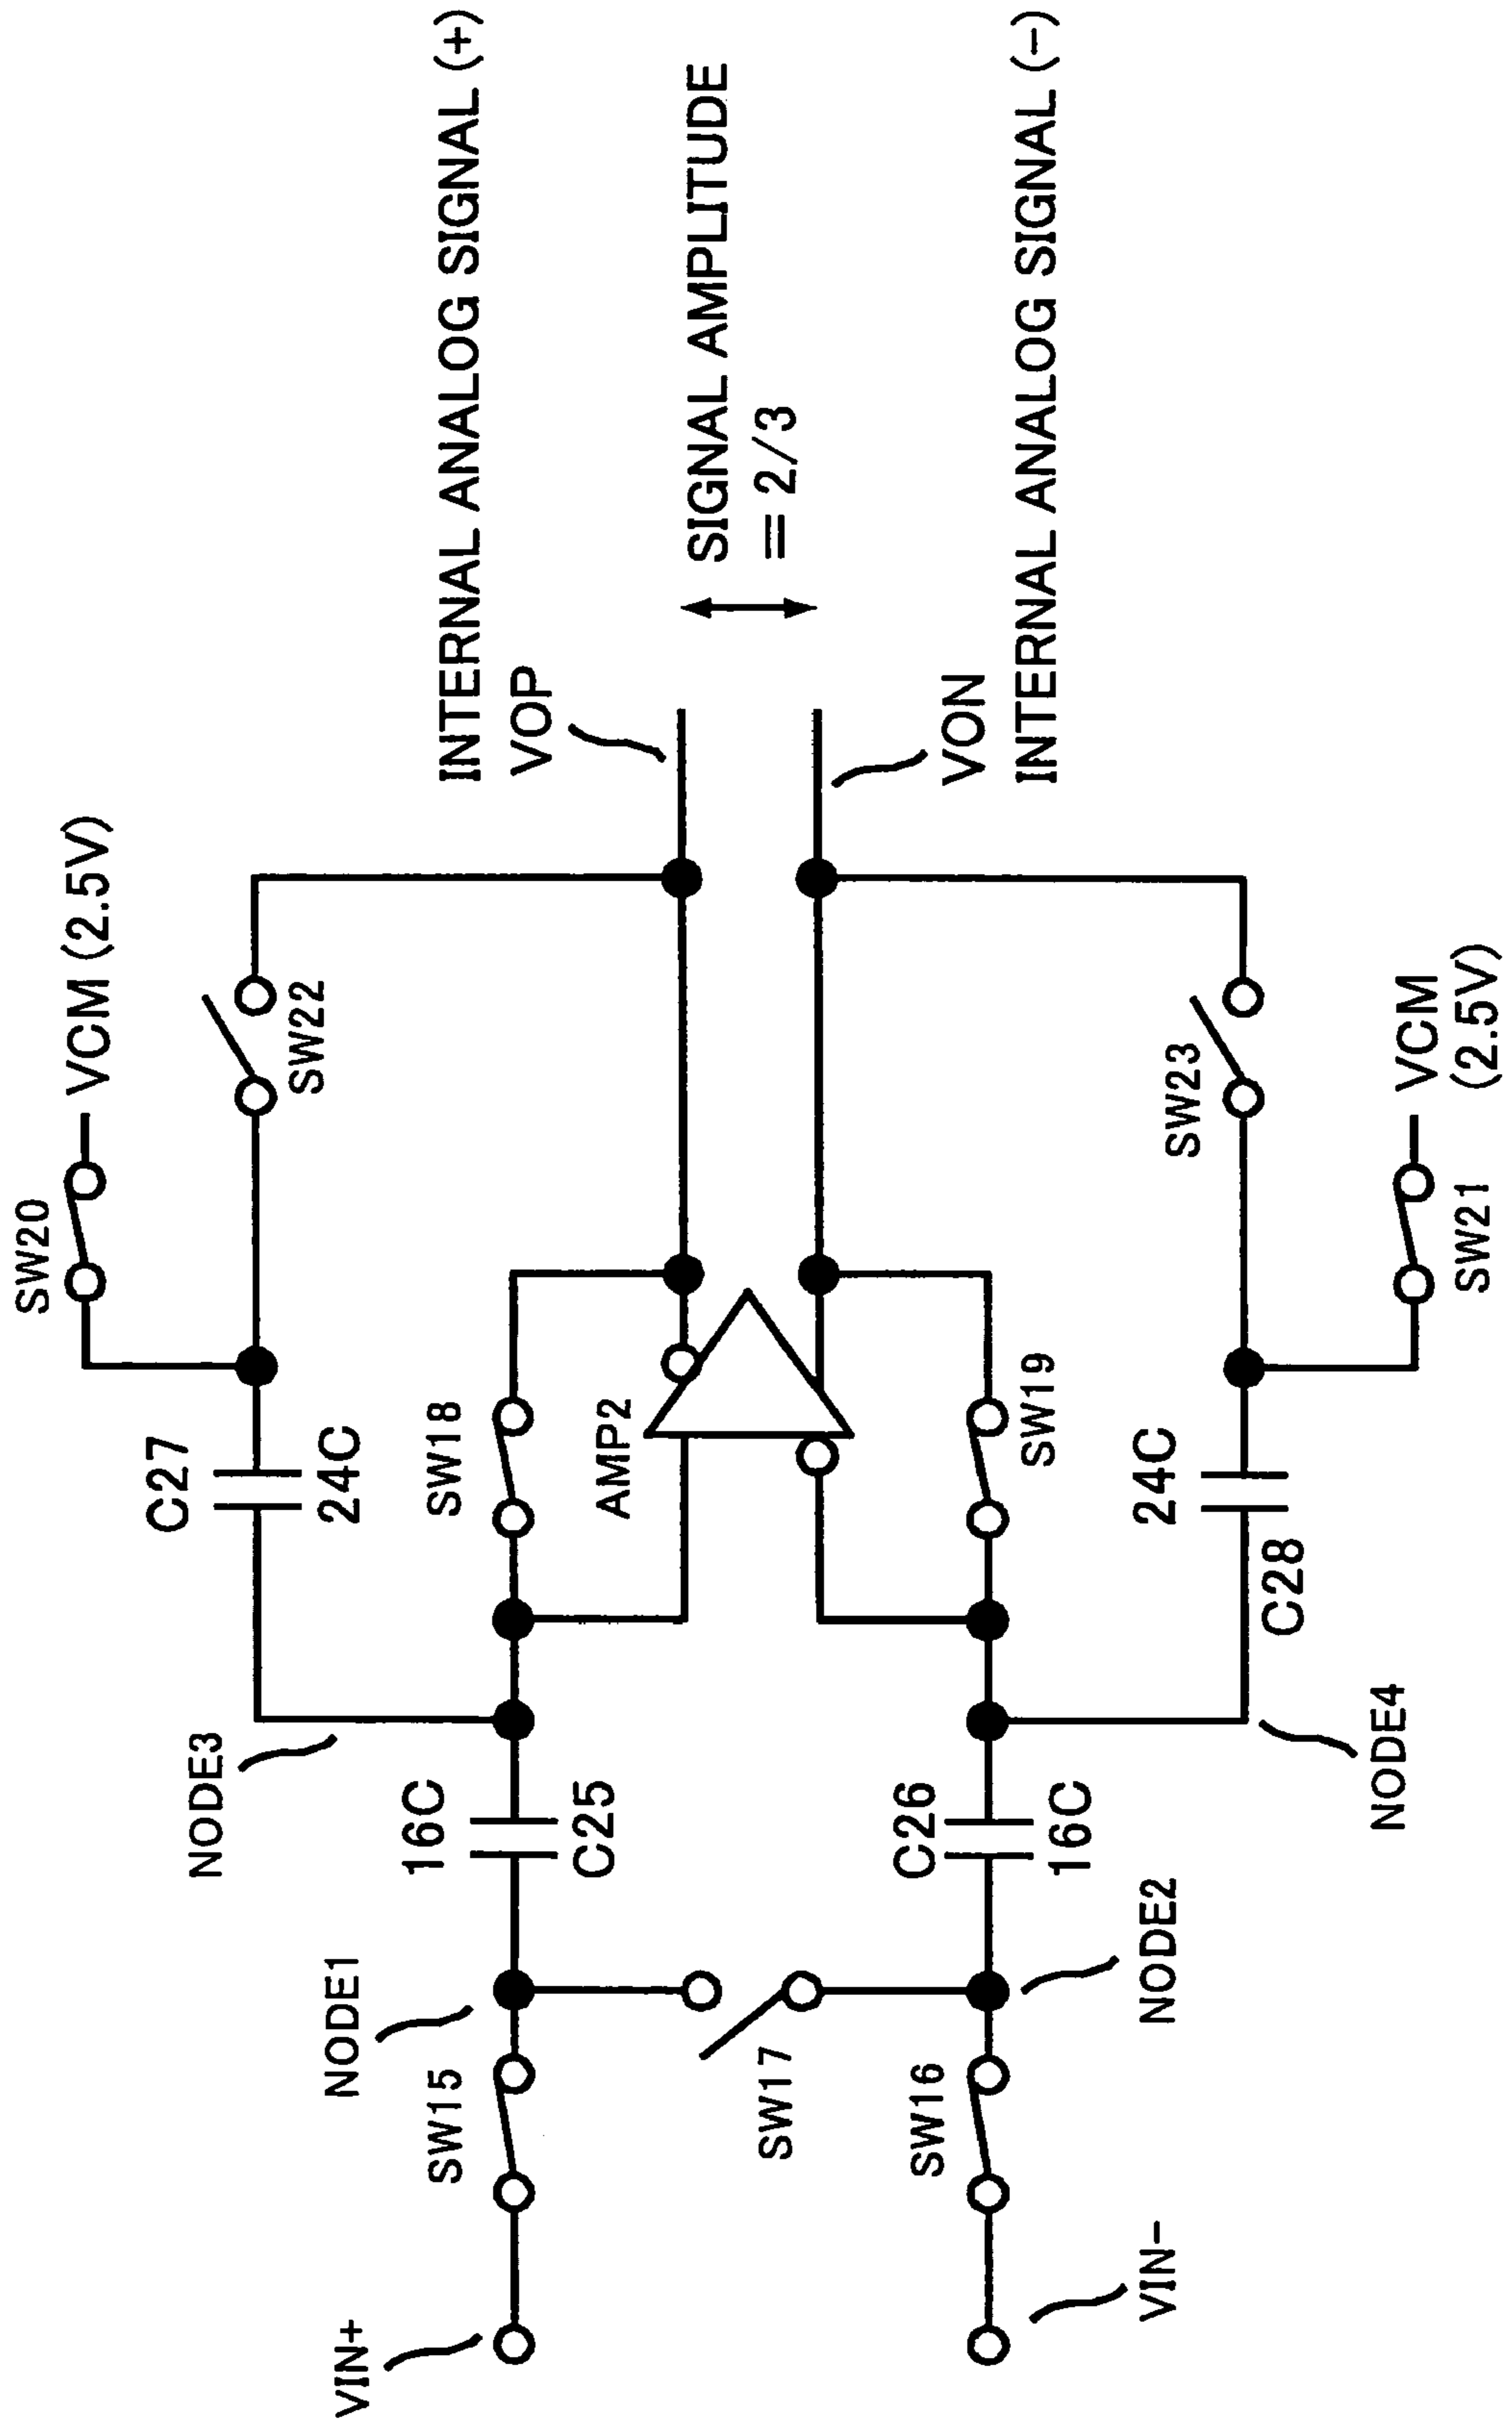 SW20
VCM (2.5V)
INTERNAL ANALOG SIGNAL (+)
C27
24C
SW22
VOP
NODE3
SW18
SIGNAL AMPLITUDE
= 2/3
NODE1
16C
C25
AMP2
VIN+
SW15
SW17
SW16
C26
16C
SW19
VON
INTERNAL ANALOG SIGNAL (-)
VIN-
NODE2
24C
C28
SW23
NODE4
SW21
VCM
(2.5V)